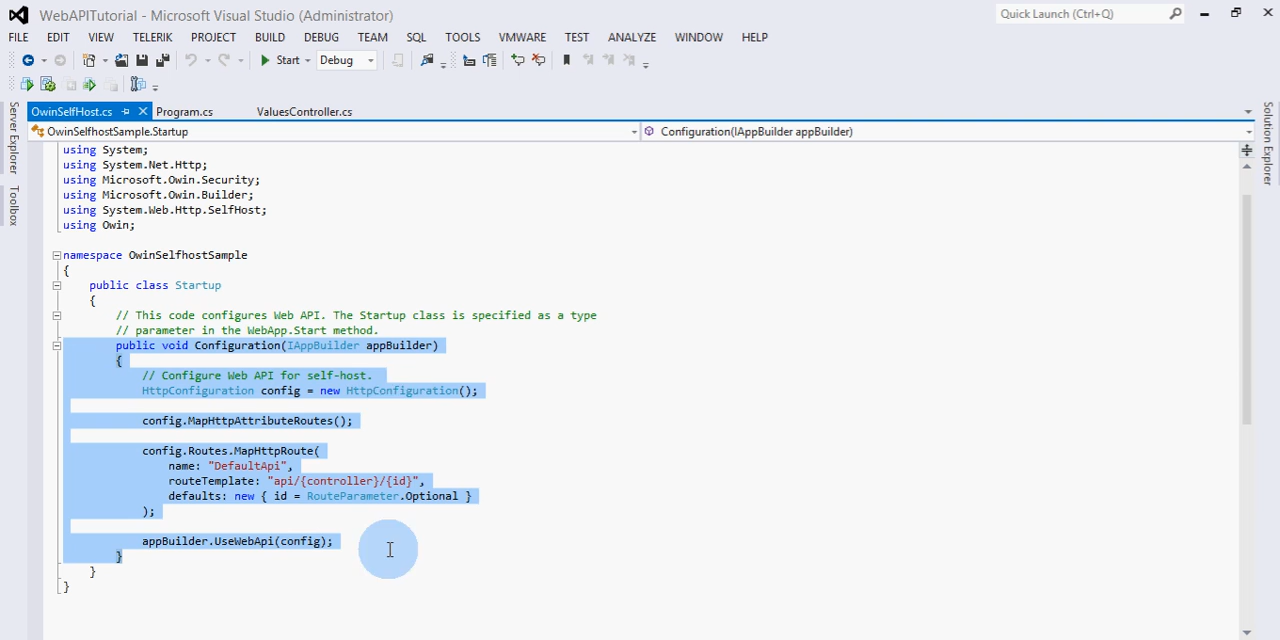 WebAPITutorial - Microsoft Visual Studio (Administrator)
Quick Launch (Ctrl+Q)
FILE EDIT VIEW TELERIK PROJECT BUILD DEBUG TEAM SQL TOOLS VMWARE TEST ANALYZE WINDOW HELP
Start Debug
Server Explorer
Toolbox
Solution Explorer
OwinSelfHost.cs Program.cs ValuesController.cs
OwinSelfhostSample.Startup Configuration(IAppBuilder appBuilder)
using System;
using System.Net.Http;
using Microsoft.Owin.Security;
using Microsoft.Owin.Builder;
using System.Web.Http.SelfHost;
using Owin;
namespace OwinSelfhostSample
{
public class Startup
{
// This code configures Web API. The Startup class is specified as a type
// parameter in the WebApp.Start method.
public void Configuration(IAppBuilder appBuilder)
{
// Configure Web API for self-host.
HttpConfiguration config = new HttpConfiguration();
config.MapHttpAttributeRoutes();
config.Routes.MapHttpRoute(
name: "DefaultApi",
routeTemplate: "api/{controller}/{id}",
defaults: new { id = RouteParameter.Optional }
);
appBuilder.UseWebApi(config);
}
}
}